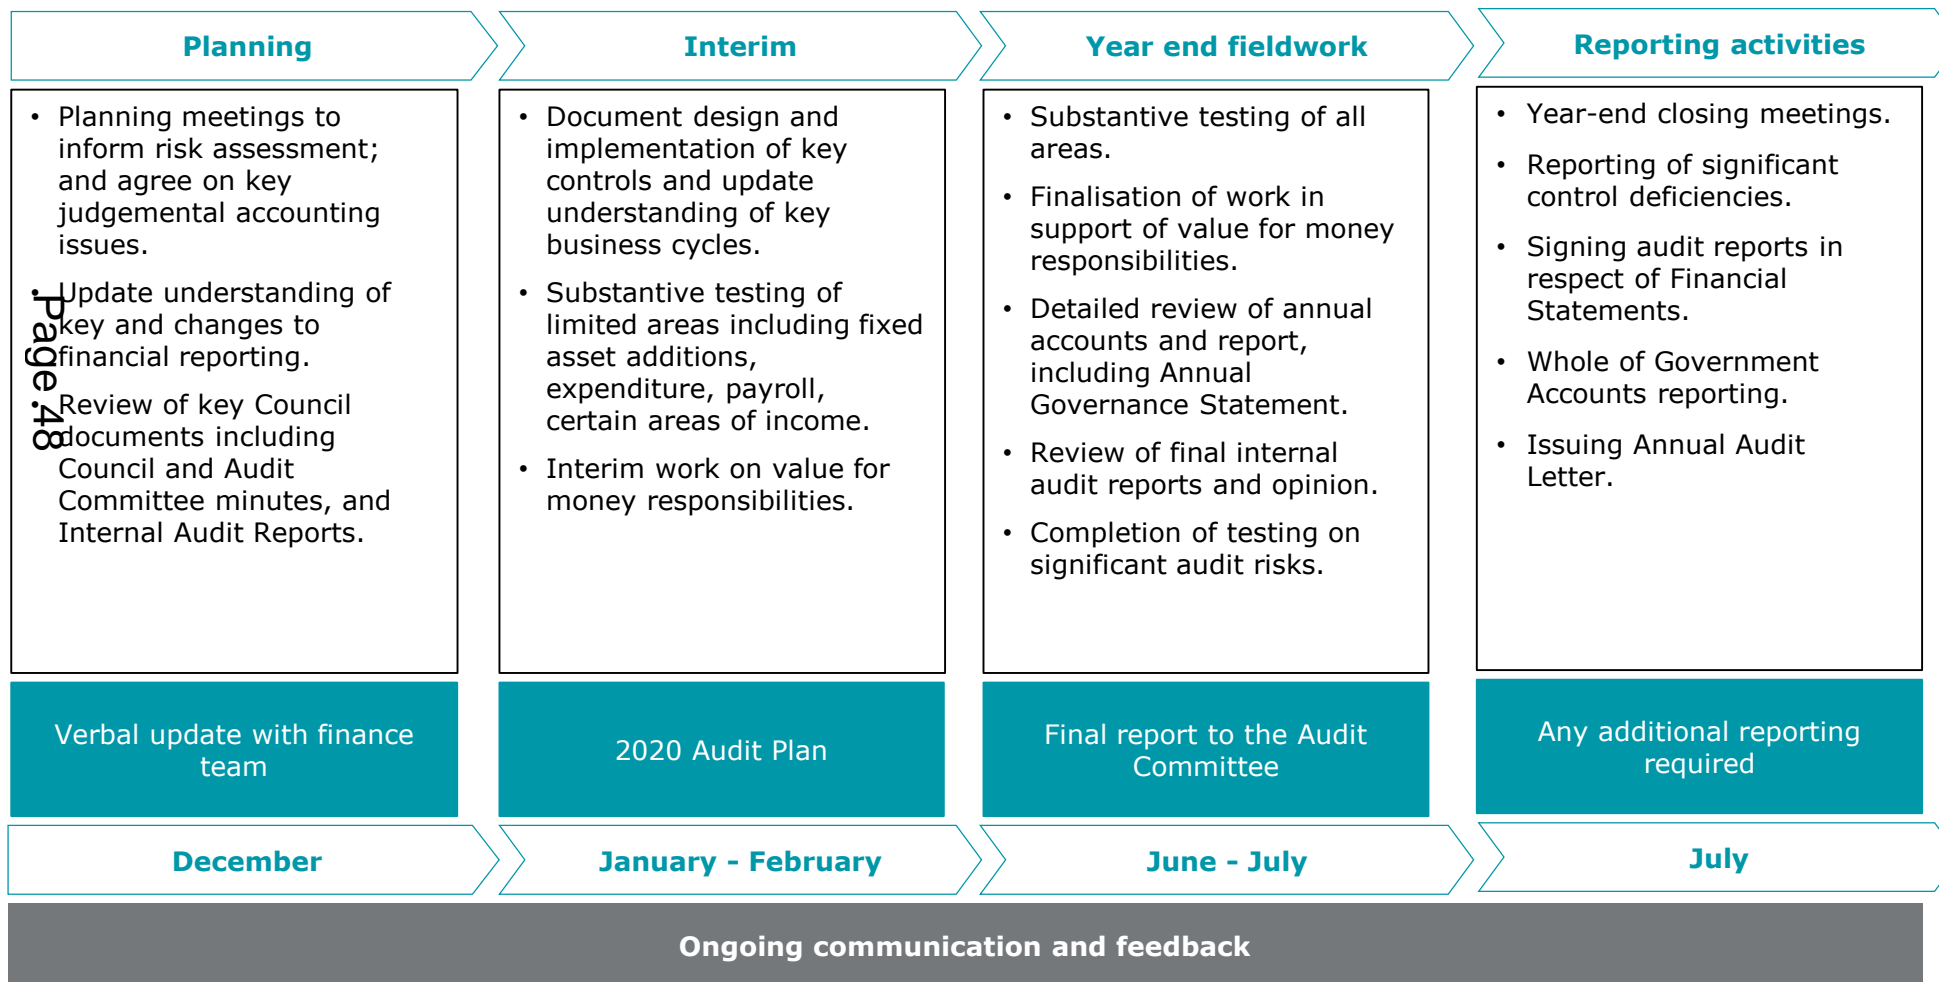 Planning
Interim
Year end fieldwork
Reporting activities
• Planning meetings to
inform risk assessment;
and agree on key
judgemental accounting
issues.
• Update understanding of
key and changes to
financial reporting.
• Review of key Council
documents including
Council and Audit
Committee minutes, and
Internal Audit Reports.
Page 48
• Document design and
implementation of key
controls and update
understanding of key
business cycles.
• Substantive testing of
limited areas including fixed
asset additions,
expenditure, payroll,
certain areas of income.
• Interim work on value for
money responsibilities.
• Substantive testing of all
areas.
• Finalisation of work in
support of value for money
responsibilities.
• Detailed review of annual
accounts and report,
including Annual
Governance Statement.
• Review of final internal
audit reports and opinion.
• Completion of testing on
significant audit risks.
• Year-end closing meetings.
• Reporting of significant
control deficiencies.
• Signing audit reports in
respect of Financial
Statements.
• Whole of Government
Accounts reporting.
• Issuing Annual Audit
Letter.
Verbal update with finance
team
2020 Audit Plan
Final report to the Audit
Committee
Any additional reporting
required
December
January - February
June - July
July
Ongoing communication and feedback